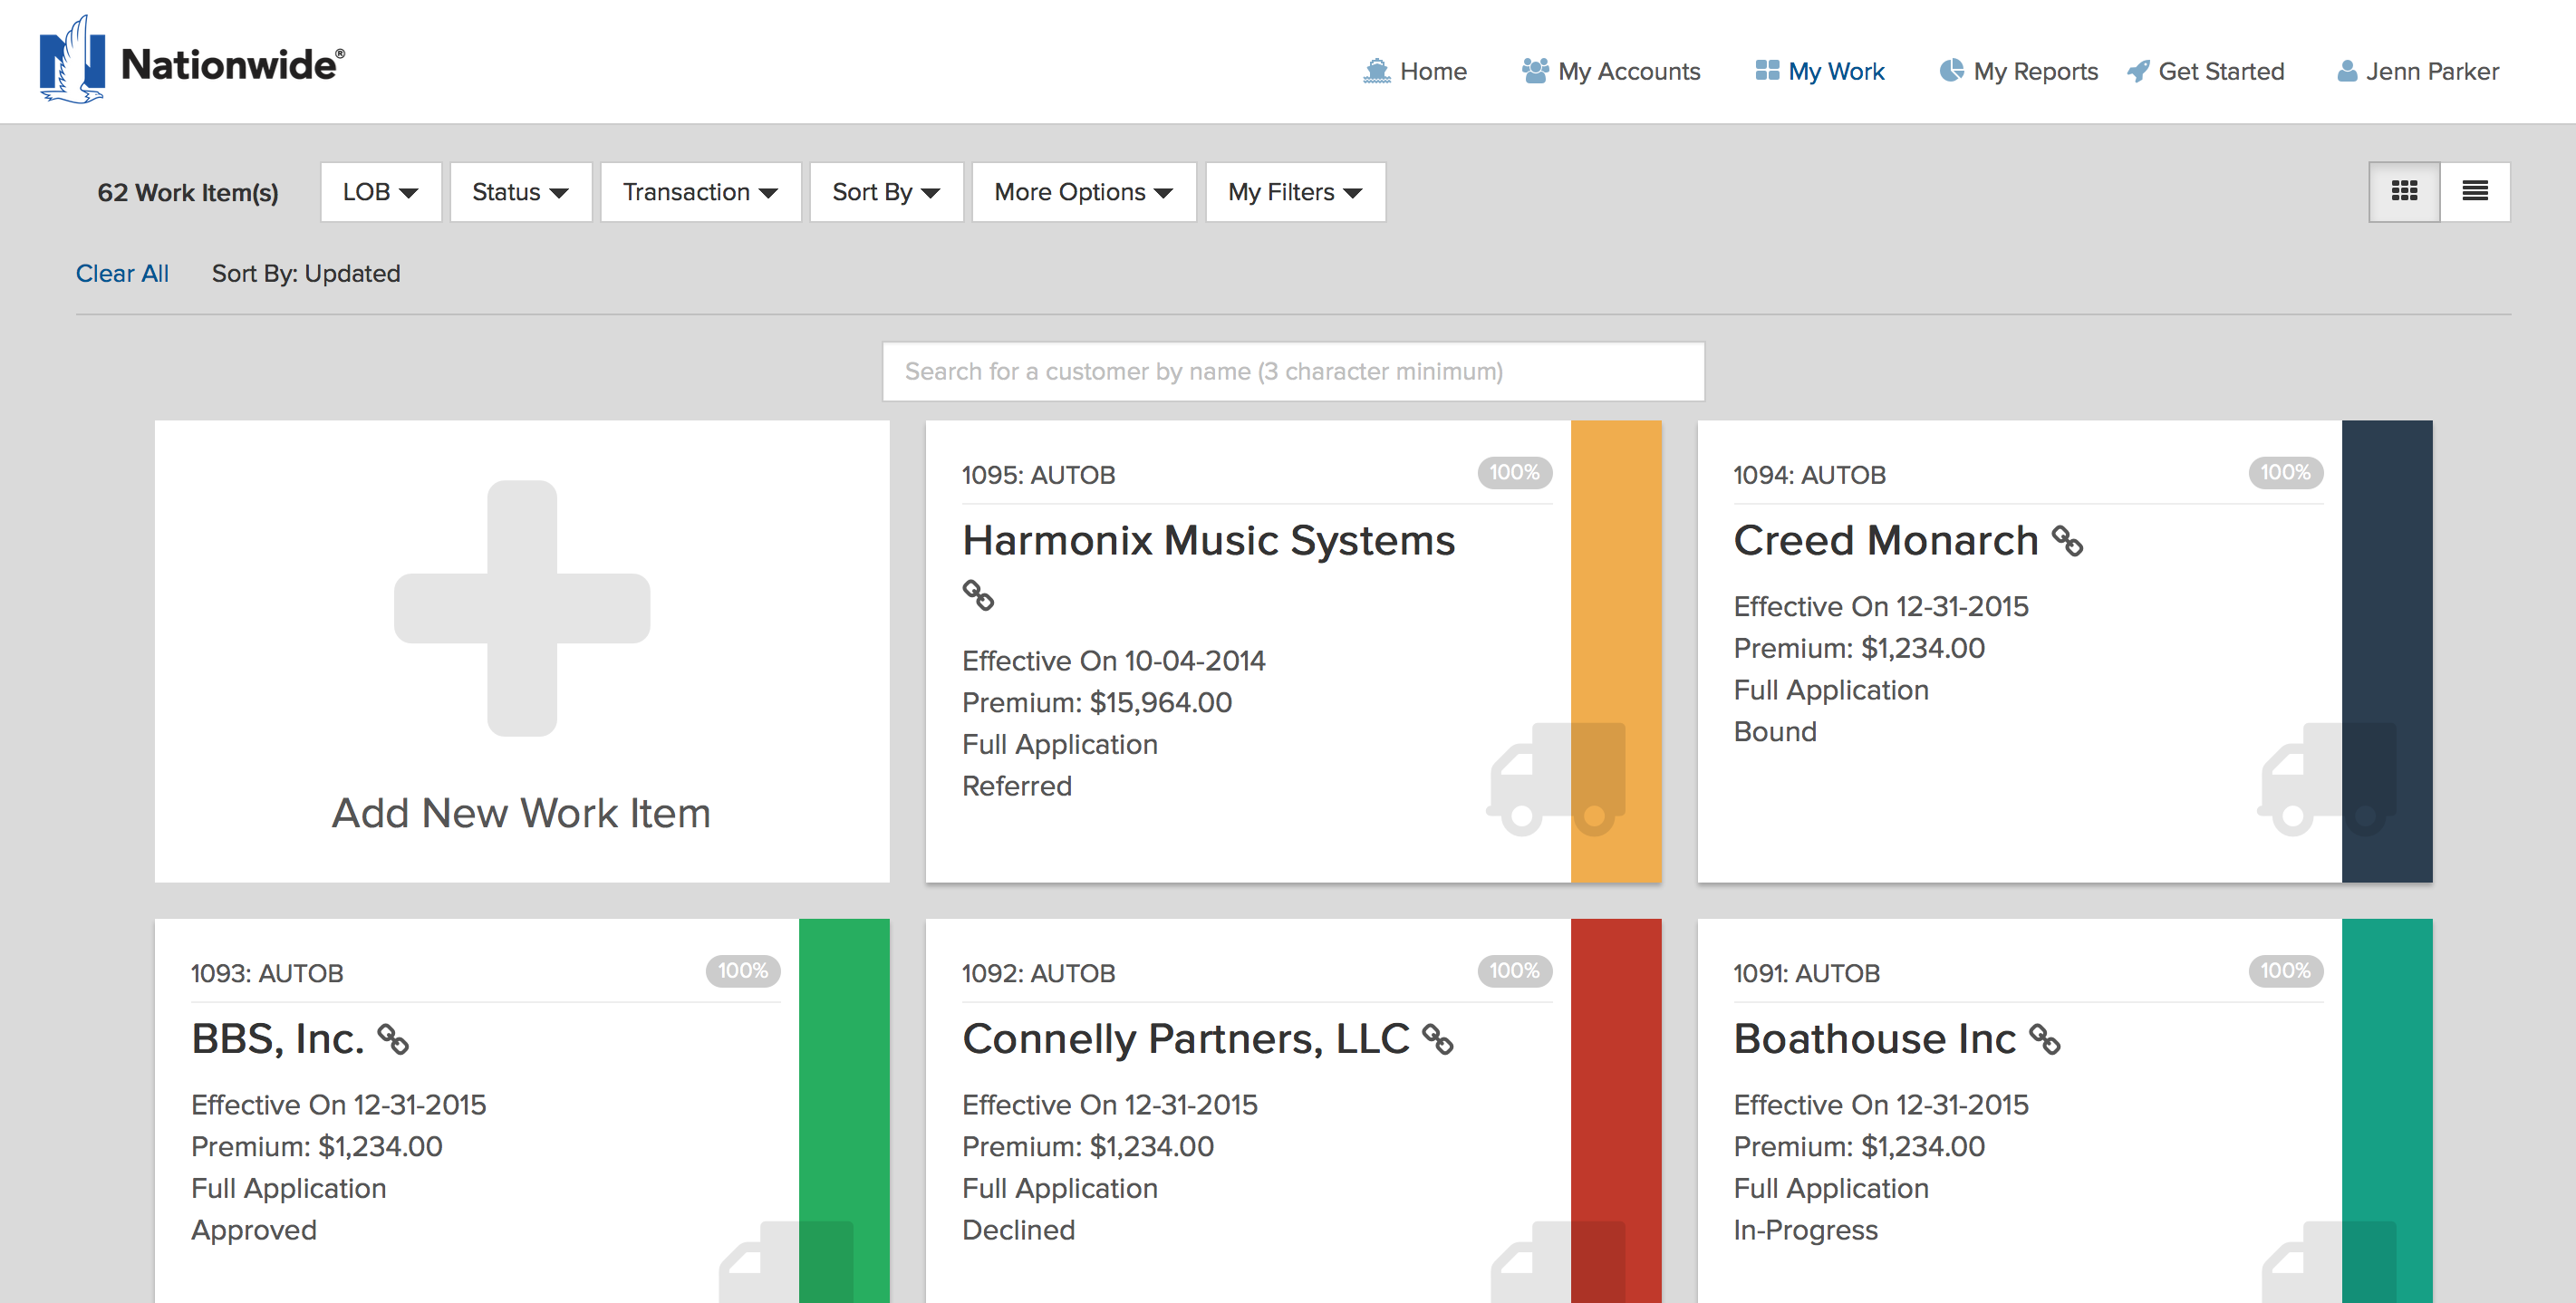 Nationwide®
Home My Accounts My Work My Reports Get Started Jenn Parker
62 Work Item(s) LOB Status Transaction Sort By More Options My Filters
Clear All Sort By: Updated
Search for a customer by name (3 character minimum)
Add New Work Item
1095: AUTOB 100%
Harmonix Music Systems
Effective On 10-04-2014
Premium: $15,964.00
Full Application
Referred
1094: AUTOB 100%
Creed Monarch
Effective On 12-31-2015
Premium: $1,234.00
Full Application
Bound
1093: AUTOB 100%
BBS, Inc.
Effective On 12-31-2015
Premium: $1,234.00
Full Application
Approved
1092: AUTOB 100%
Connelly Partners, LLC
Effective On 12-31-2015
Premium: $1,234.00
Full Application
Declined
1091: AUTOB 100%
Boathouse Inc
Effective On 12-31-2015
Premium: $1,234.00
Full Application
In-Progress